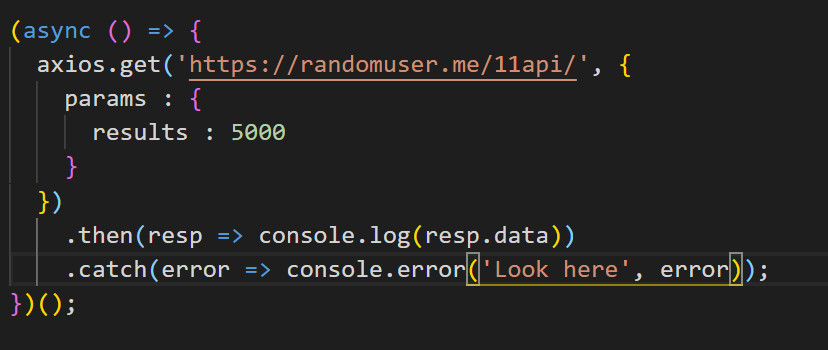 (async () => {
axios.get('https://randomuser.me/11api/', {
params : {
results : 5000
}
})
.then(resp => console.log(resp.data))
.catch(error => console.error('Look here', error));
})();